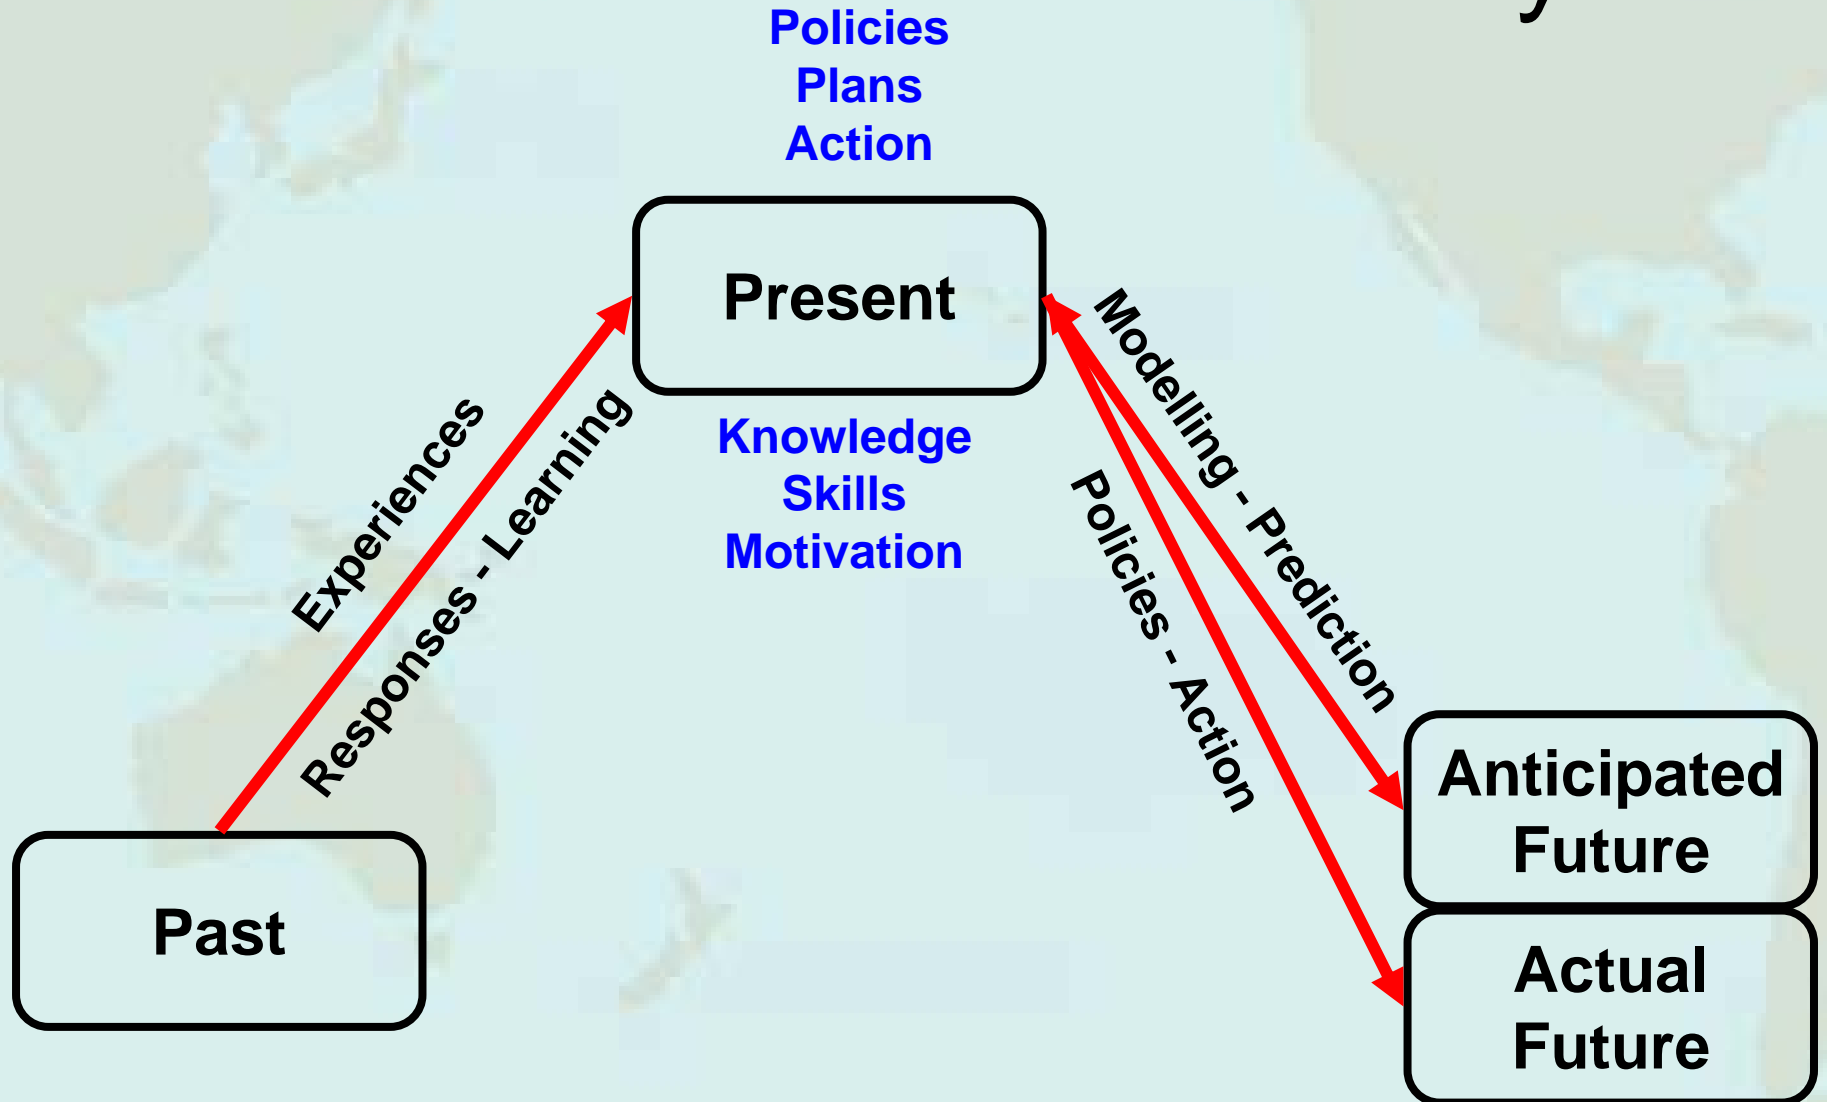 Policies
Plans
Action
Present
Knowledge
Skills
Motivation
Experiences
Responses - Learning
Modelling - Prediction
Policies - Action
Past
Anticipated
Future
Actual
Future